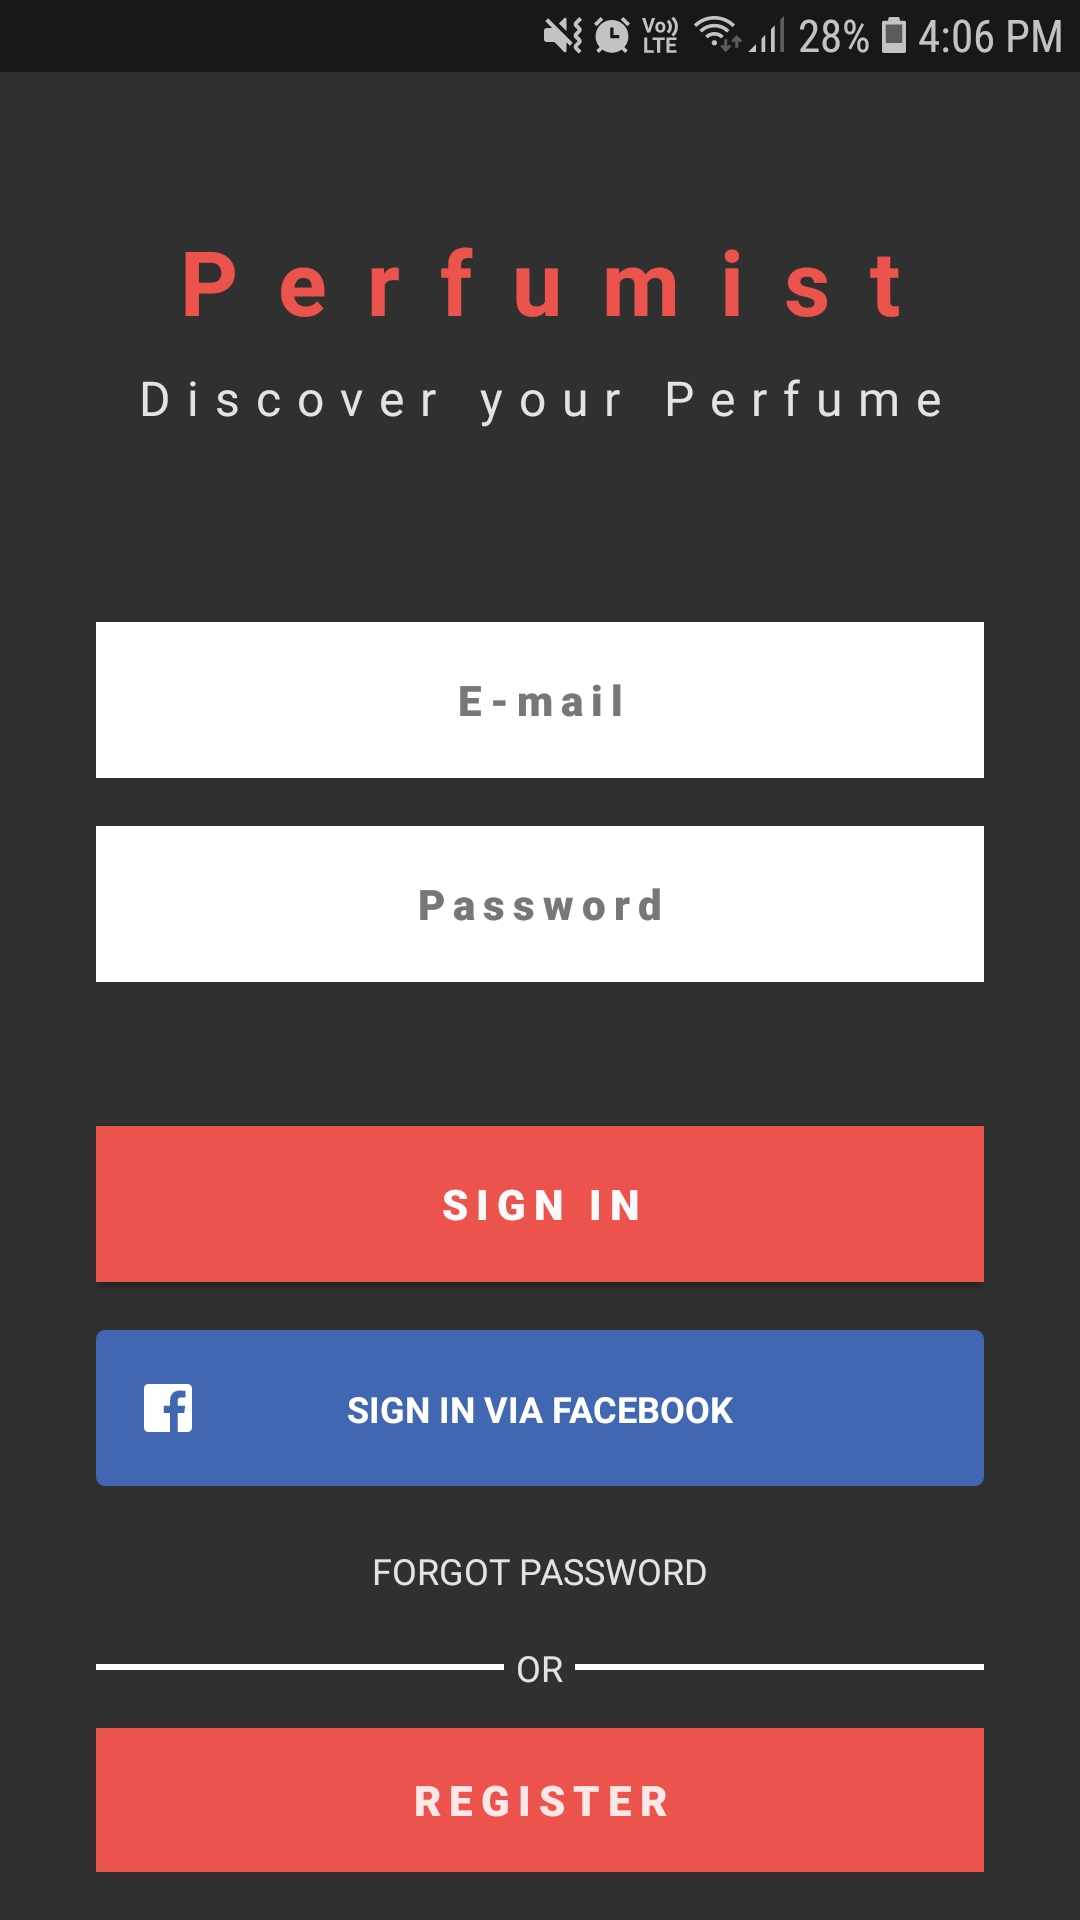 Vo)) LTE 28% 4:06 PM
Perfumist
Discover your Perfume
E-mail
Password
SIGN IN
SIGN IN VIA FACEBOOK
FORGOT PASSWORD
OR
REGISTER